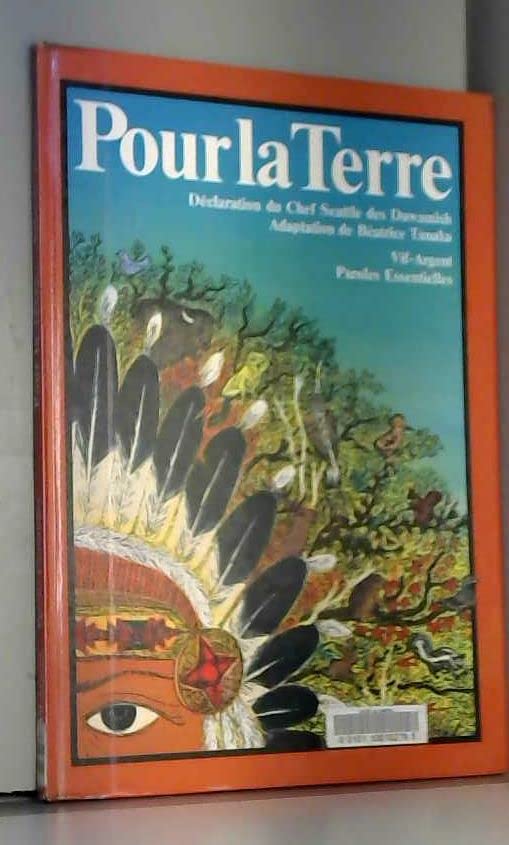 Pour la Terre
Déclaration du Chef Seattle des Duwamish
Adaptation de Béatrice Tanaka
Vif-Argent
Paroles Essentielles